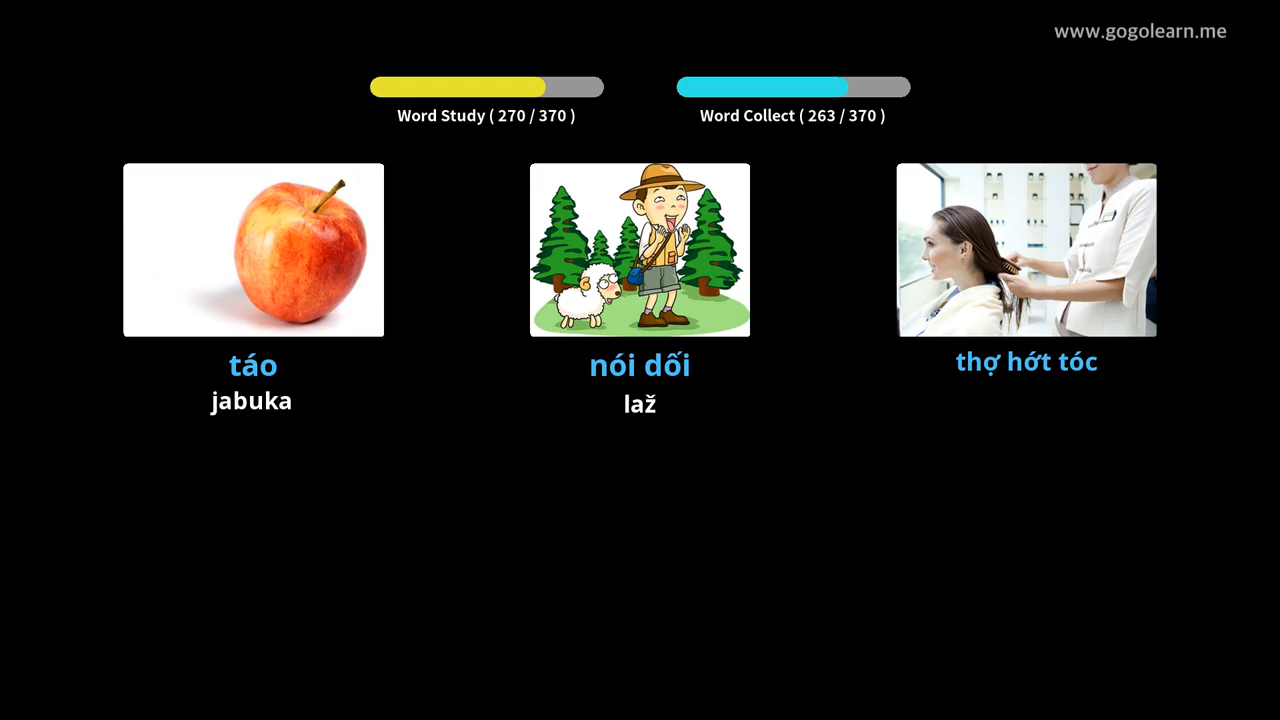 www.gogolearn.me
Word Study ( 270 / 370 )
Word Collect ( 263 / 370 )
táo
jabuka
nói dối
laž
thợ hớt tóc